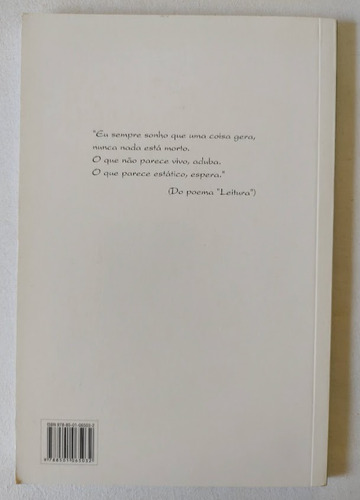 "Eu sempre sonho que uma coisa gera,
nunca nada está morto.
O que não parece vivo, aduba.
O que parece estático, espera."
(Do poema "Leitura")